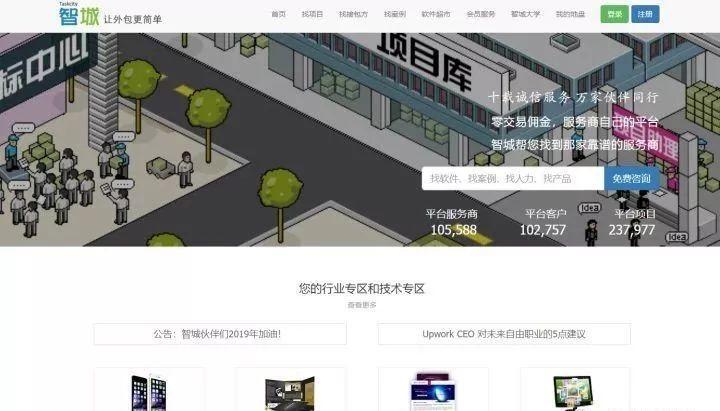 Taskcity
智城 让外包更简单
首页 找项目 找接包方 找案例 软件超市 会员服务 智城大学 我的地盘 登录 注册
标中心
项目库
十载诚信服务 万家伙伴同行
零交易佣金，服务商自己的平台
项目助理
智城帮您找到那家靠谱的服务商
找软件、找案例、找人力、找产品 免费咨询
平台服务商 平台客户 平台项目
idea
105,588 102,757 237,977
idea
您的行业专区和技术专区
查看更多
公告：智城伙伴们2019年加油! Upwork CEO 对未来自由职业的5点建议